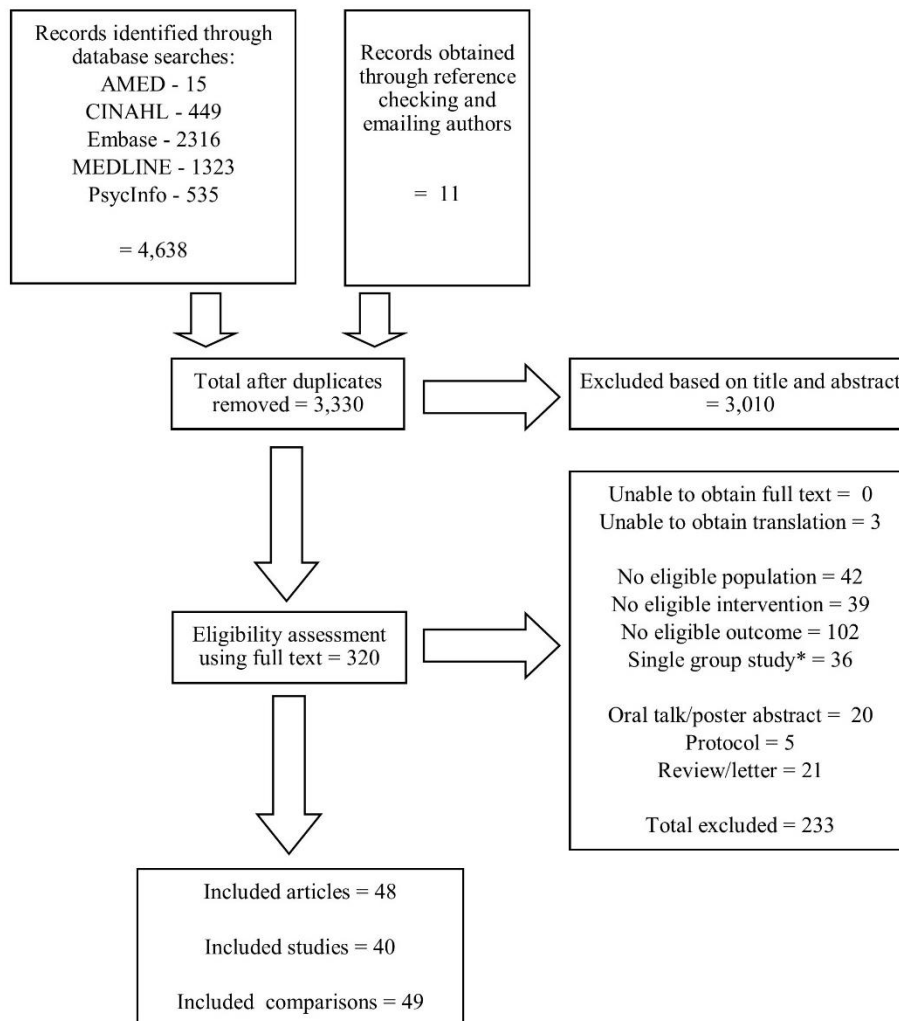 Records identified through
database searches:
AMED - 15
CINAHL - 449
Embase - 2316
MEDLINE - 1323
PsycInfo - 535
= 4,638
Records obtained
through reference
checking and
emailing authors
= 11
Total after duplicates
removed = 3,330
Excluded based on title and abstract
= 3,010
Eligibility assessment
using full text = 320
Unable to obtain full text = 0
Unable to obtain translation = 3
No eligible population = 42
No eligible intervention = 39
No eligible outcome = 102
Single group study* = 36
Oral talk/poster abstract = 20
Protocol = 5
Review/letter = 21
Total excluded = 233
Included articles = 48
Included studies = 40
Included comparisons = 49